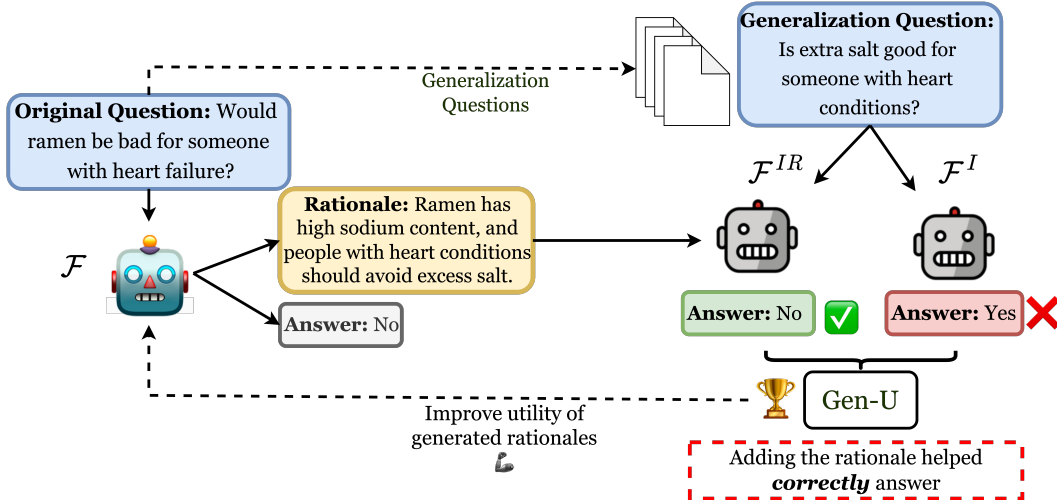 Generalization Question:
Is extra salt good for
someone with heart
conditions?
Generalization
Questions
Original Question: Would
ramen be bad for someone
with heart failure?
ℱ
Rationale: Ramen has
high sodium content, and
people with heart conditions
should avoid excess salt.
Answer: No
ℱ^{IR}
ℱ^{I}
Answer: No
Answer: Yes
Gen-U
Improve utility of
generated rationales
Adding the rationale helped
correctly answer